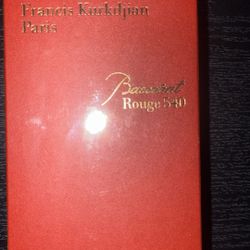 Francis Kurkdjian
Paris
Baccarat
Rouge 540